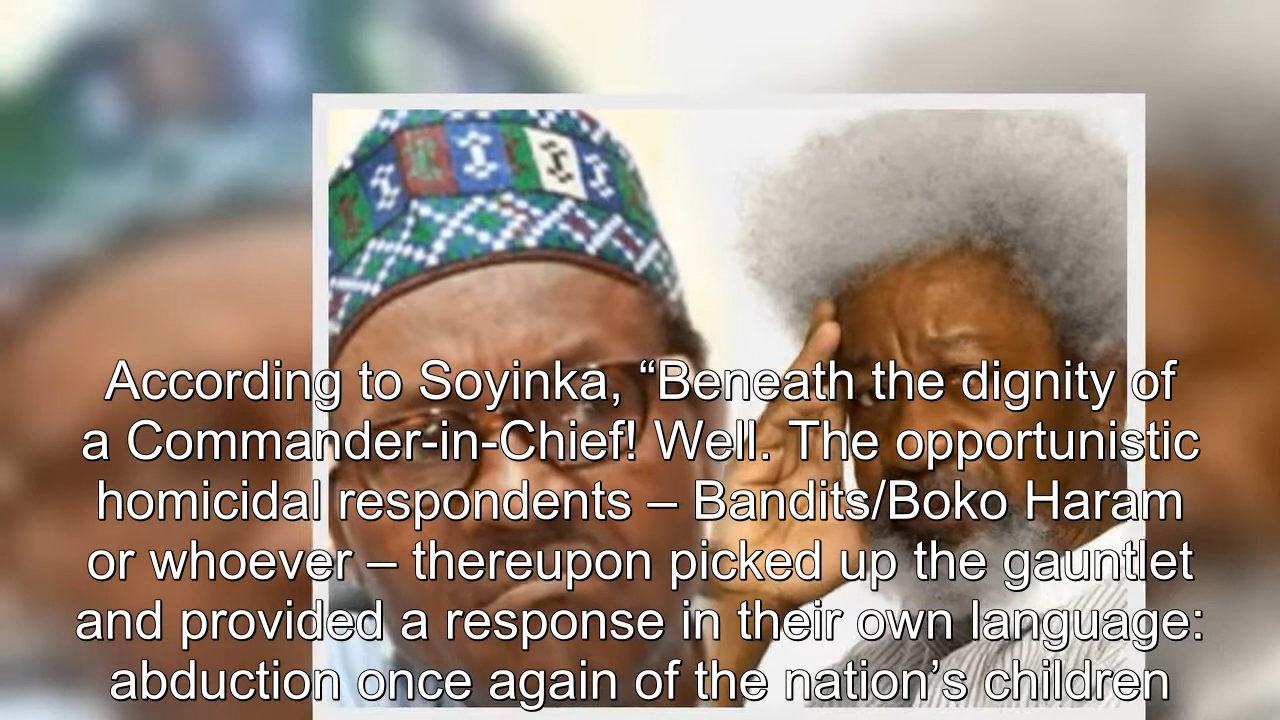 According to Soyinka, “Beneath the dignity of
a Commander-in-Chief! Well. The opportunistic
homicidal respondents – Bandits/Boko Haram
or whoever – thereupon picked up the gauntlet
and provided a response in their own language:
abduction once again of the nation’s children